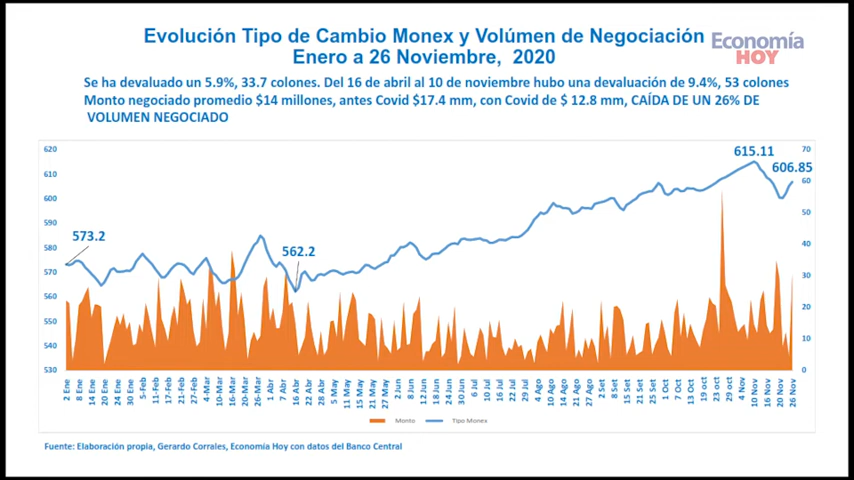 Evolución Tipo de Cambio Monex y Volúmen de Negociación
Enero a 26 Noviembre, 2020
Economía
HOY
Se ha devaluado un 5.9%, 33.7 colones. Del 16 de abril al 10 de noviembre hubo una devaluación de 9.4%, 53 colones
Monto negociado promedio $14 millones, antes Covid $17.4 mm, con Covid de $ 12.8 mm, CAÍDA DE UN 26% DE
VOLUMEN NEGOCIADO
620
610
600
590
580
570
560
550
540
530
573.2
562.2
615.11
606.85
70
60
50
40
30
20
10
0
2 Ene
8 Ene
14 Ene
20 Ene
24 Ene
30 Ene
5-Feb
11-Feb
17-Feb
21-Feb
27-Feb
4-Mar
10-Mar
16-Mar
20-Mar
26-Mar
1 Abr
7 Abr
16 Abr
22 Abr
28 Abr
5 May
11 May
15 May
21 May
27 May
2 Jun
8 Jun
12 Jun
18 Jun
24 Jun
30 Jun
6 Jul
10 Jul
16 Jul
22 Jul
29 Jul
4 Ago
10 Ago
14 Ago
21 Ago
27 Ago
2 Set
8 Set
14 Set
21 Set
25 Set
1 Oct
7 Oct
13 Oct
19 oct
23 oct
29 oct
4 Nov
10 Nov
16 Nov
20 Nov
26 Nov
Monto
Tipo Monex
Fuente: Elaboración propia, Gerardo Corrales, Economía Hoy con datos del Banco Central